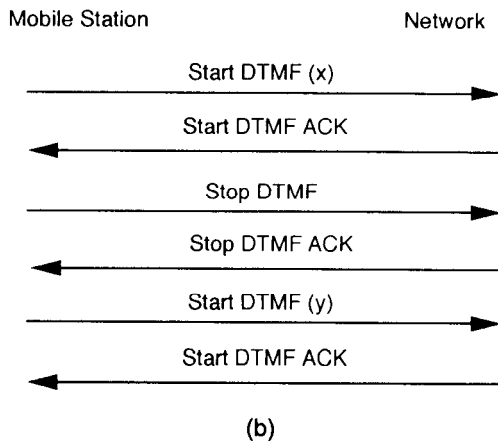 Mobile Station Network
Start DTMF (x)
Start DTMF ACK
Stop DTMF
Stop DTMF ACK
Start DTMF (y)
Start DTMF ACK
(b)